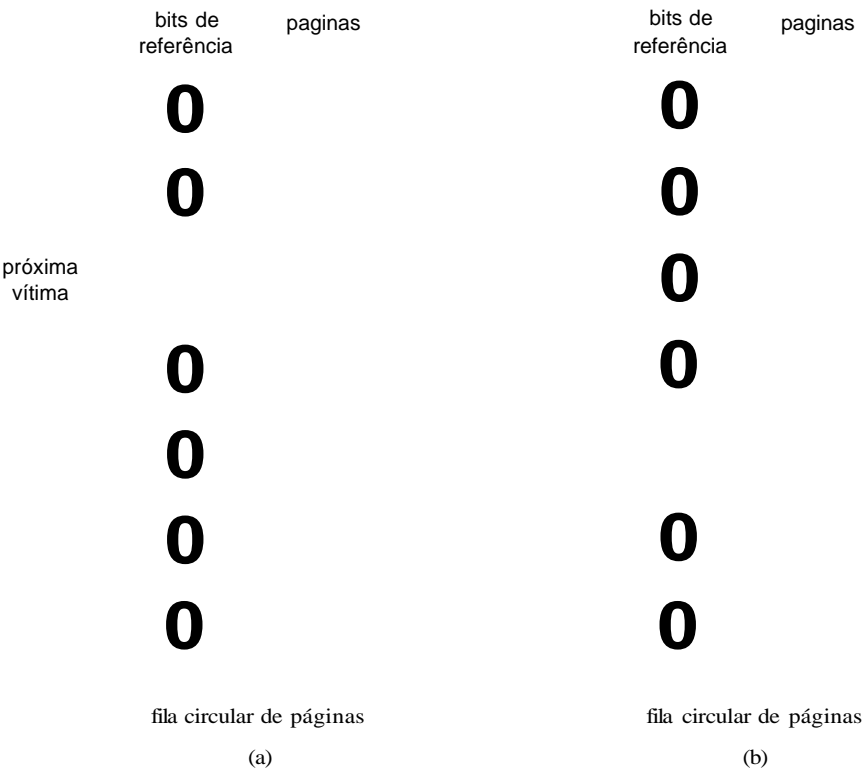 bits de
referência
paginas
0
0
próxima
vítima
0
0
0
0
fila circular de páginas
(a)
bits de
referência
paginas
0
0
0
0
0
0
fila circular de páginas
(b)